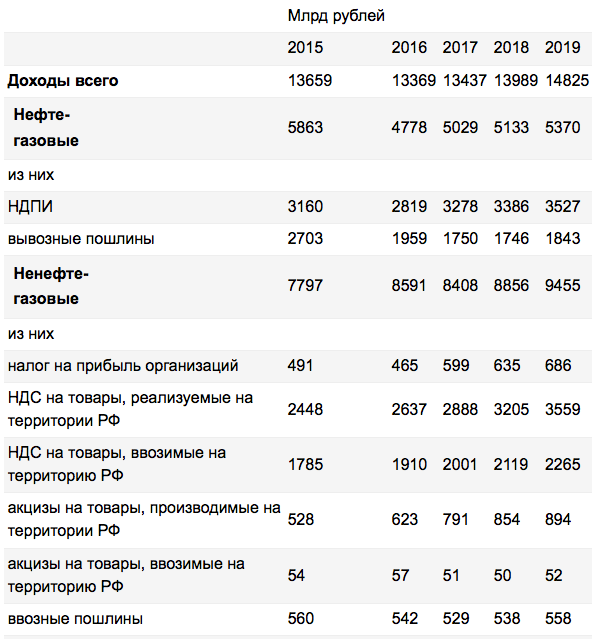 Млрд рублей
2015 2016 2017 2018 2019
Доходы всего 13659 13369 13437 13989 14825
Нефте-
газовые 5863 4778 5029 5133 5370
из них
НДПИ 3160 2819 3278 3386 3527
вывозные пошлины 2703 1959 1750 1746 1843
Ненефте-
газовые 7797 8591 8408 8856 9455
из них
налог на прибыль организаций 491 465 599 635 686
НДС на товары, реализуемые на
территории РФ 2448 2637 2888 3205 3559
НДС на товары, ввозимые на
территорию РФ 1785 1910 2001 2119 2265
акцизы на товары, производимые на
территории РФ 528 623 791 854 894
акцизы на товары, ввозимые на
территорию РФ 54 57 51 50 52
ввозные пошлины 560 542 529 538 558